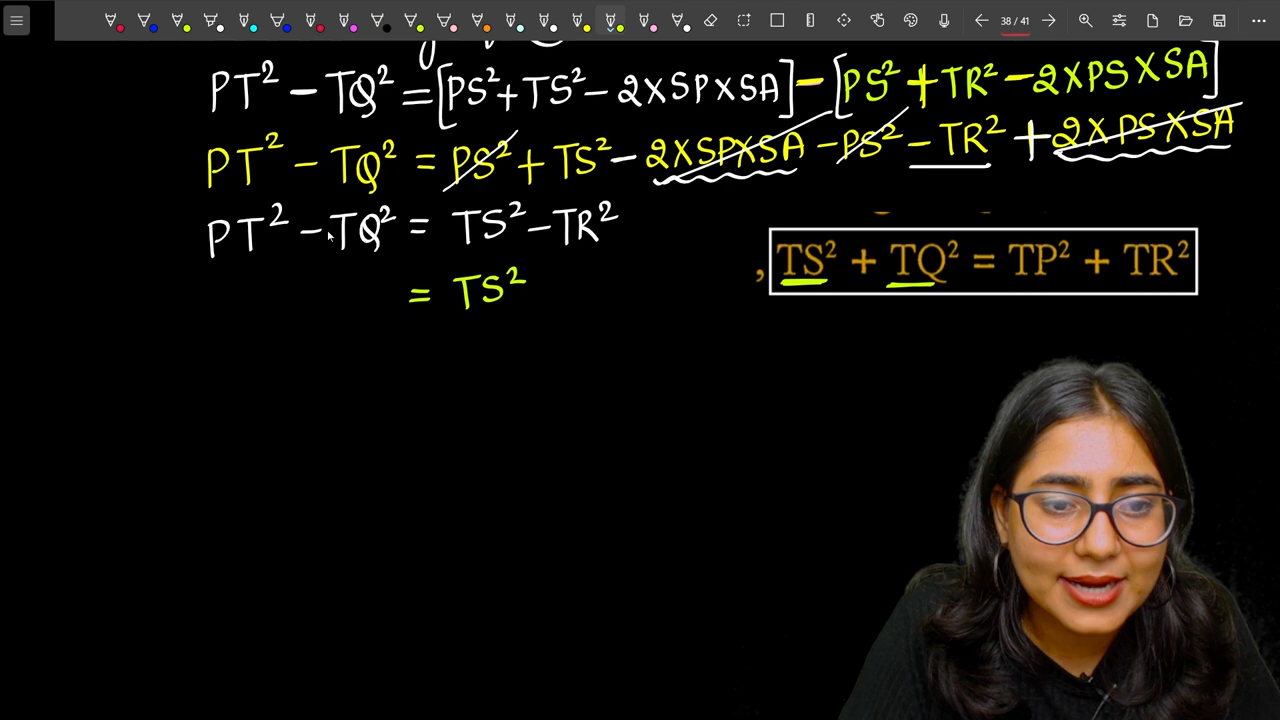 38 / 41
PT² − TQ² = [PS² + TS² − 2×SP×SA] − [PS² + TR² − 2×PS×SA]
PT² − TQ² = PS² + TS² − 2×SP×SA − PS² − TR² + 2×PS×SA
PT² − TQ² = TS² − TR²
, TS² + TQ² = TP² + TR²
= TS²